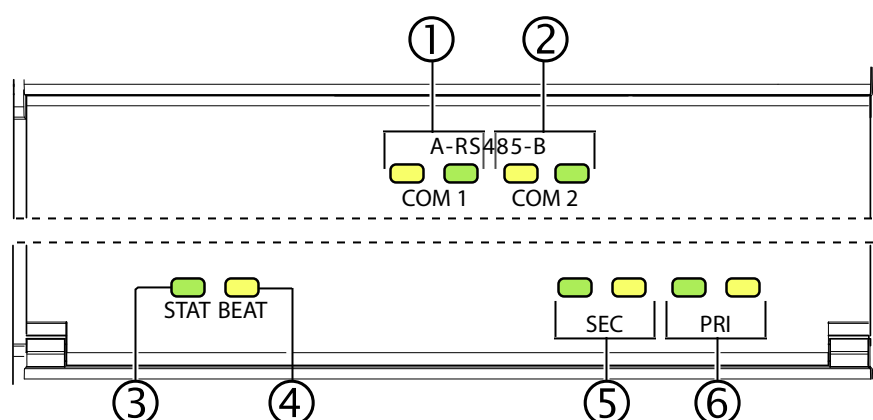 ① ②
A-RS485-B
COM 1 COM 2
STAT BEAT SEC PRI
③ ④ ⑤ ⑥